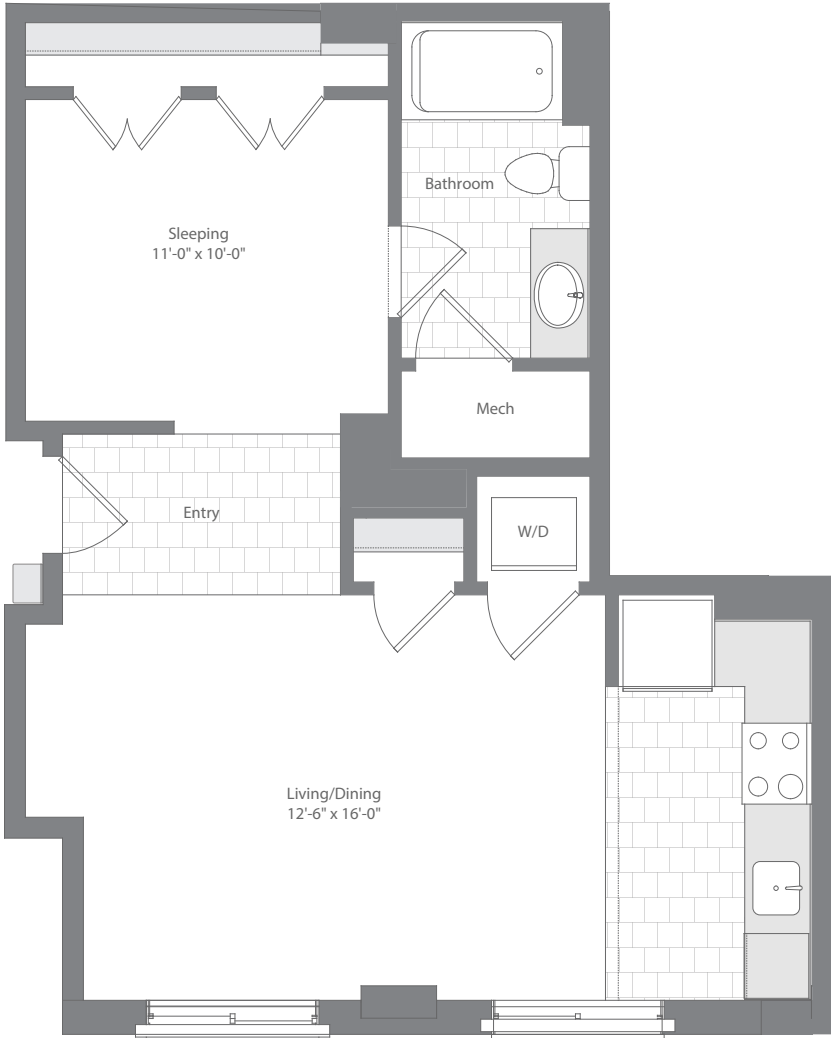 Bathroom
Sleeping
11'-0" x 10'-0"
Mech
Entry
W/D
Living/Dining
12'-6" x 16'-0"